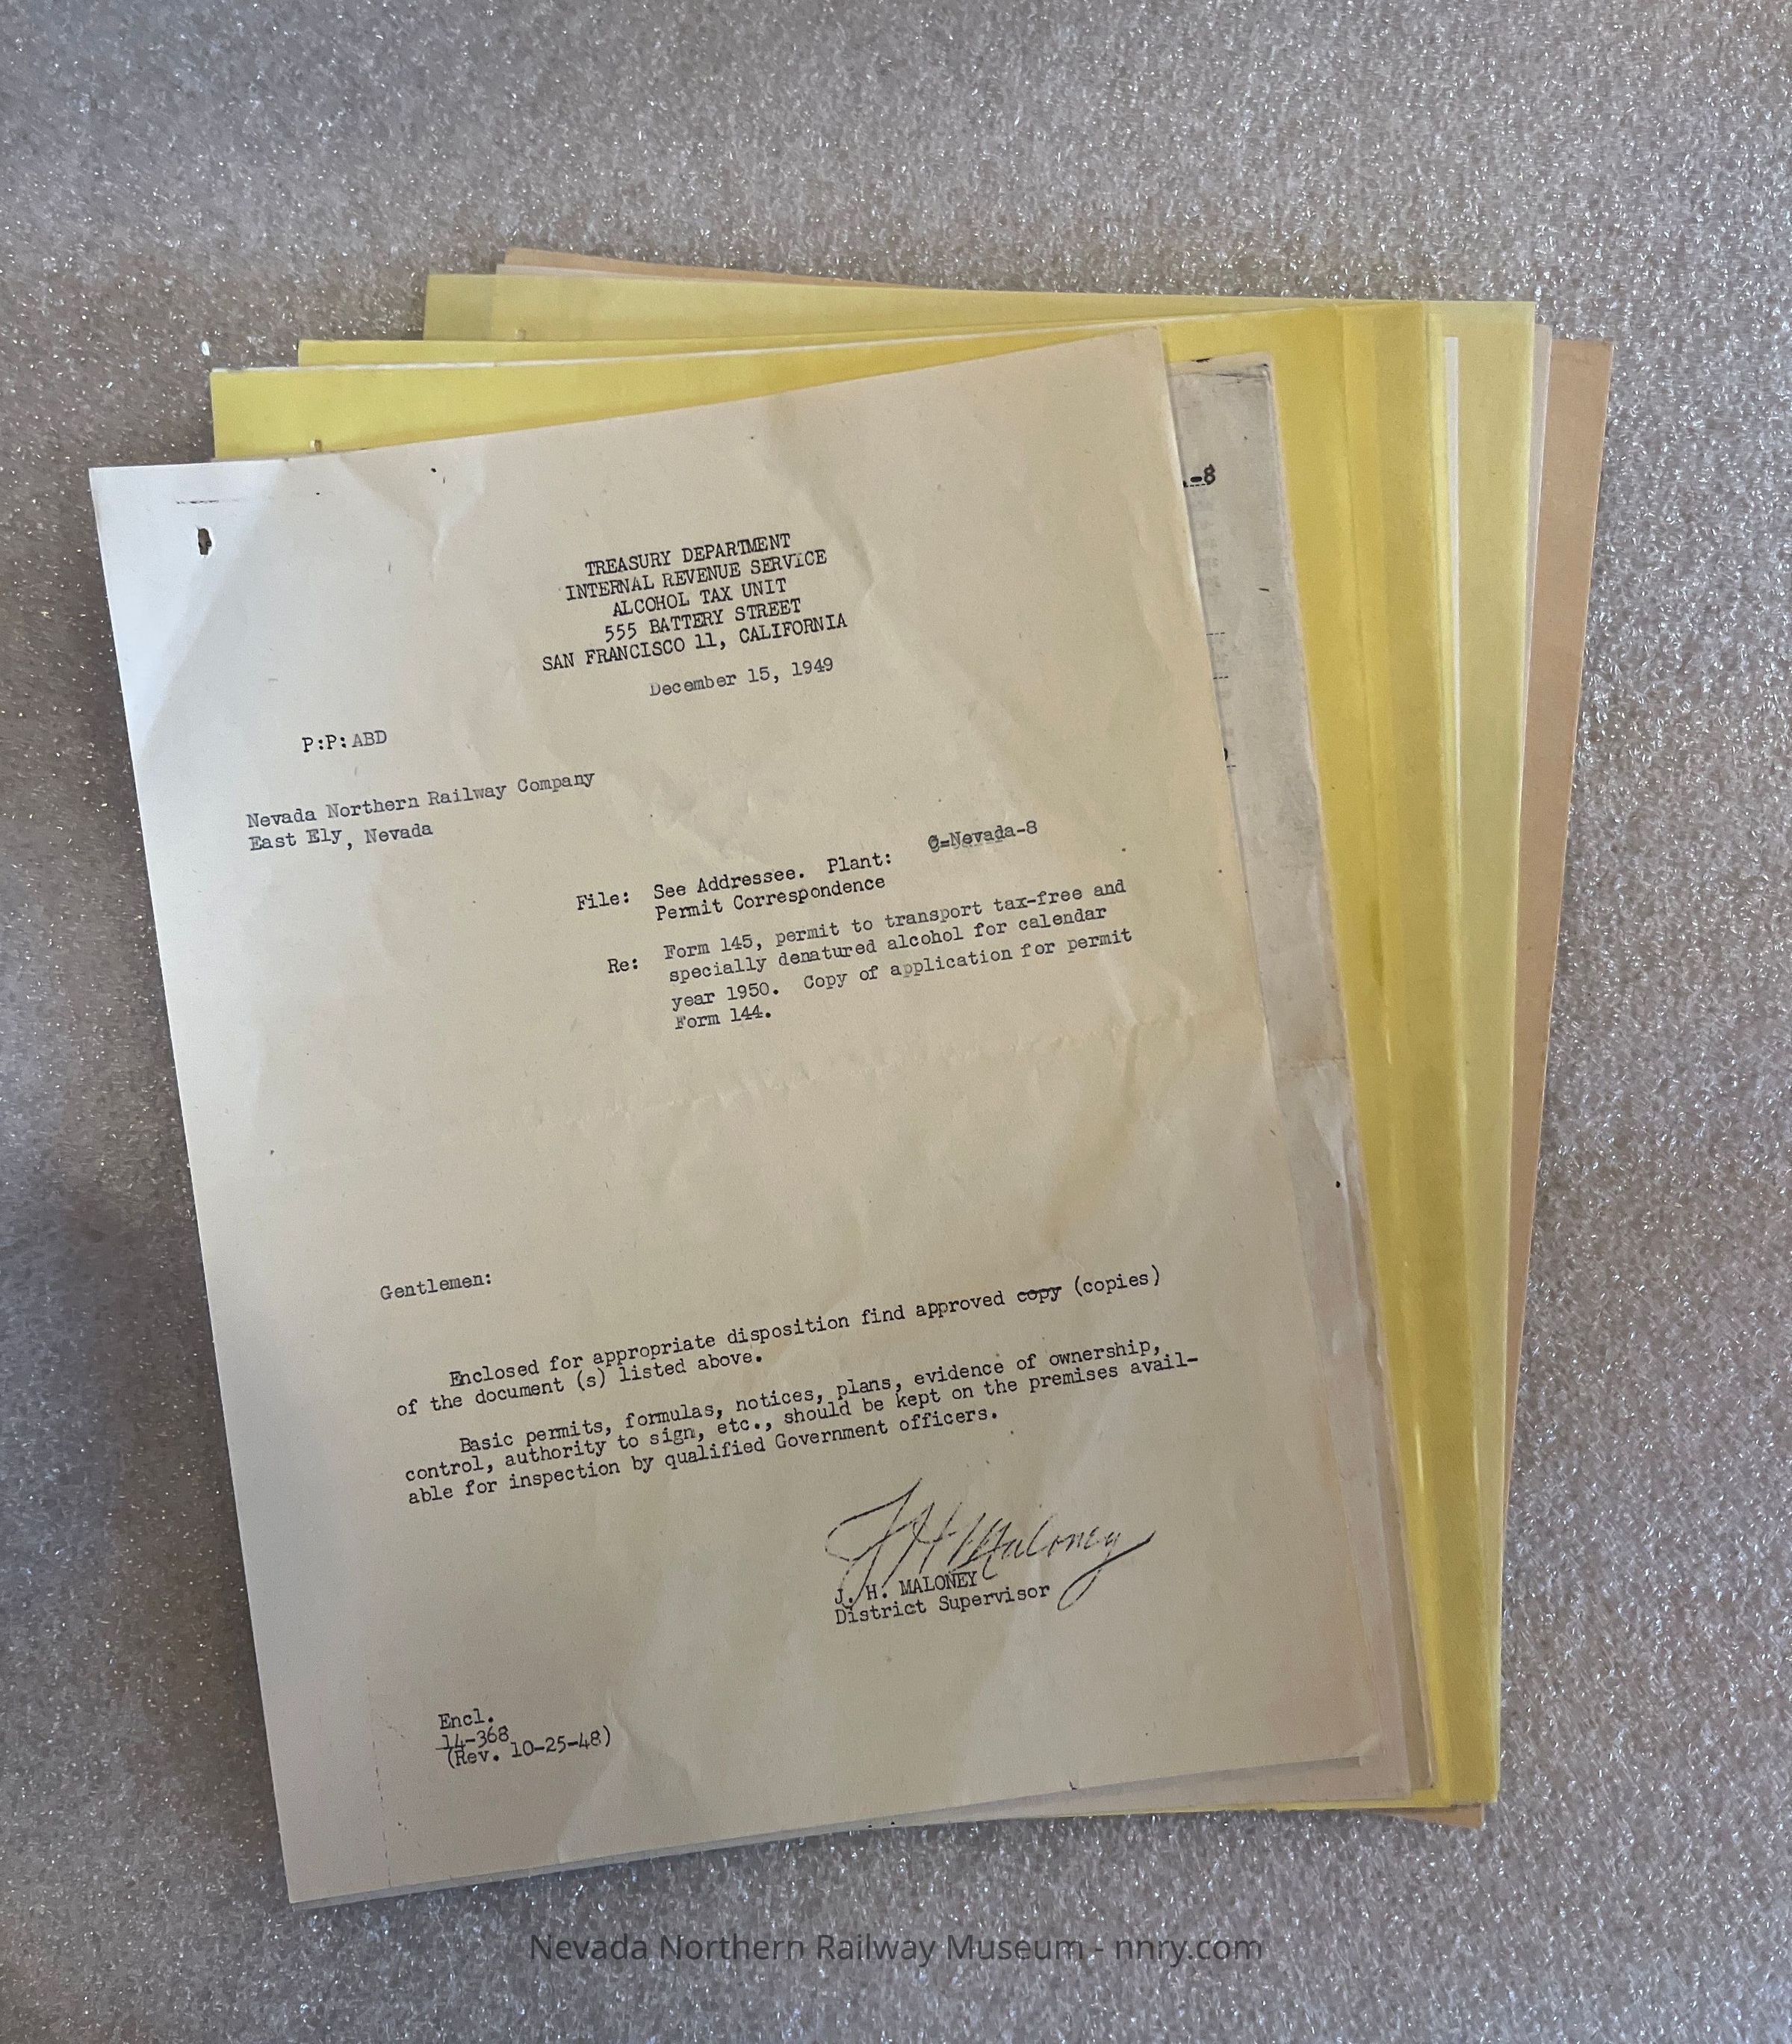 -8
TREASURY DEPARTMENT
INTERNAL REVENUE SERVICE
ALCOHOL TAX UNIT
555 BATTERY STREET
SAN FRANCISCO 11, CALIFORNIA
December 15, 1949
P:P:ABD
Nevada Northern Railway Company
East Ely, Nevada
File: See Addressee. Plant: C=Nevada-8
Permit Correspondence
Re: Form 145, permit to transport tax-free and
specially denatured alcohol for calendar
year 1950. Copy of application for permit
Form 144.
Gentlemen:
Enclosed for appropriate disposition find approved copy (copies)
of the document (s) listed above.
Basic permits, formulas, notices, plans, evidence of ownership,
control, authority to sign, etc., should be kept on the premises avail-
able for inspection by qualified Government officers.
J H Maloney
J. H. MALONEY
District Supervisor
Encl.
14-368
(Rev. 10-25-48)
Nevada Northern Railway Museum - nnry.com